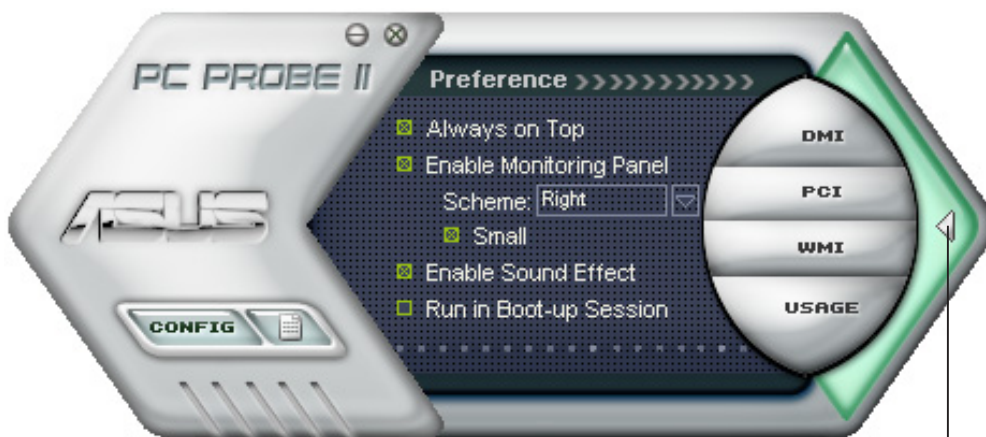 PC PROBE II
ASUS
CONFIG
Preference
Always on Top
Enable Monitoring Panel
Scheme: Right
Small
Enable Sound Effect
Run in Boot-up Session
DMI
PCI
WMI
USAGE